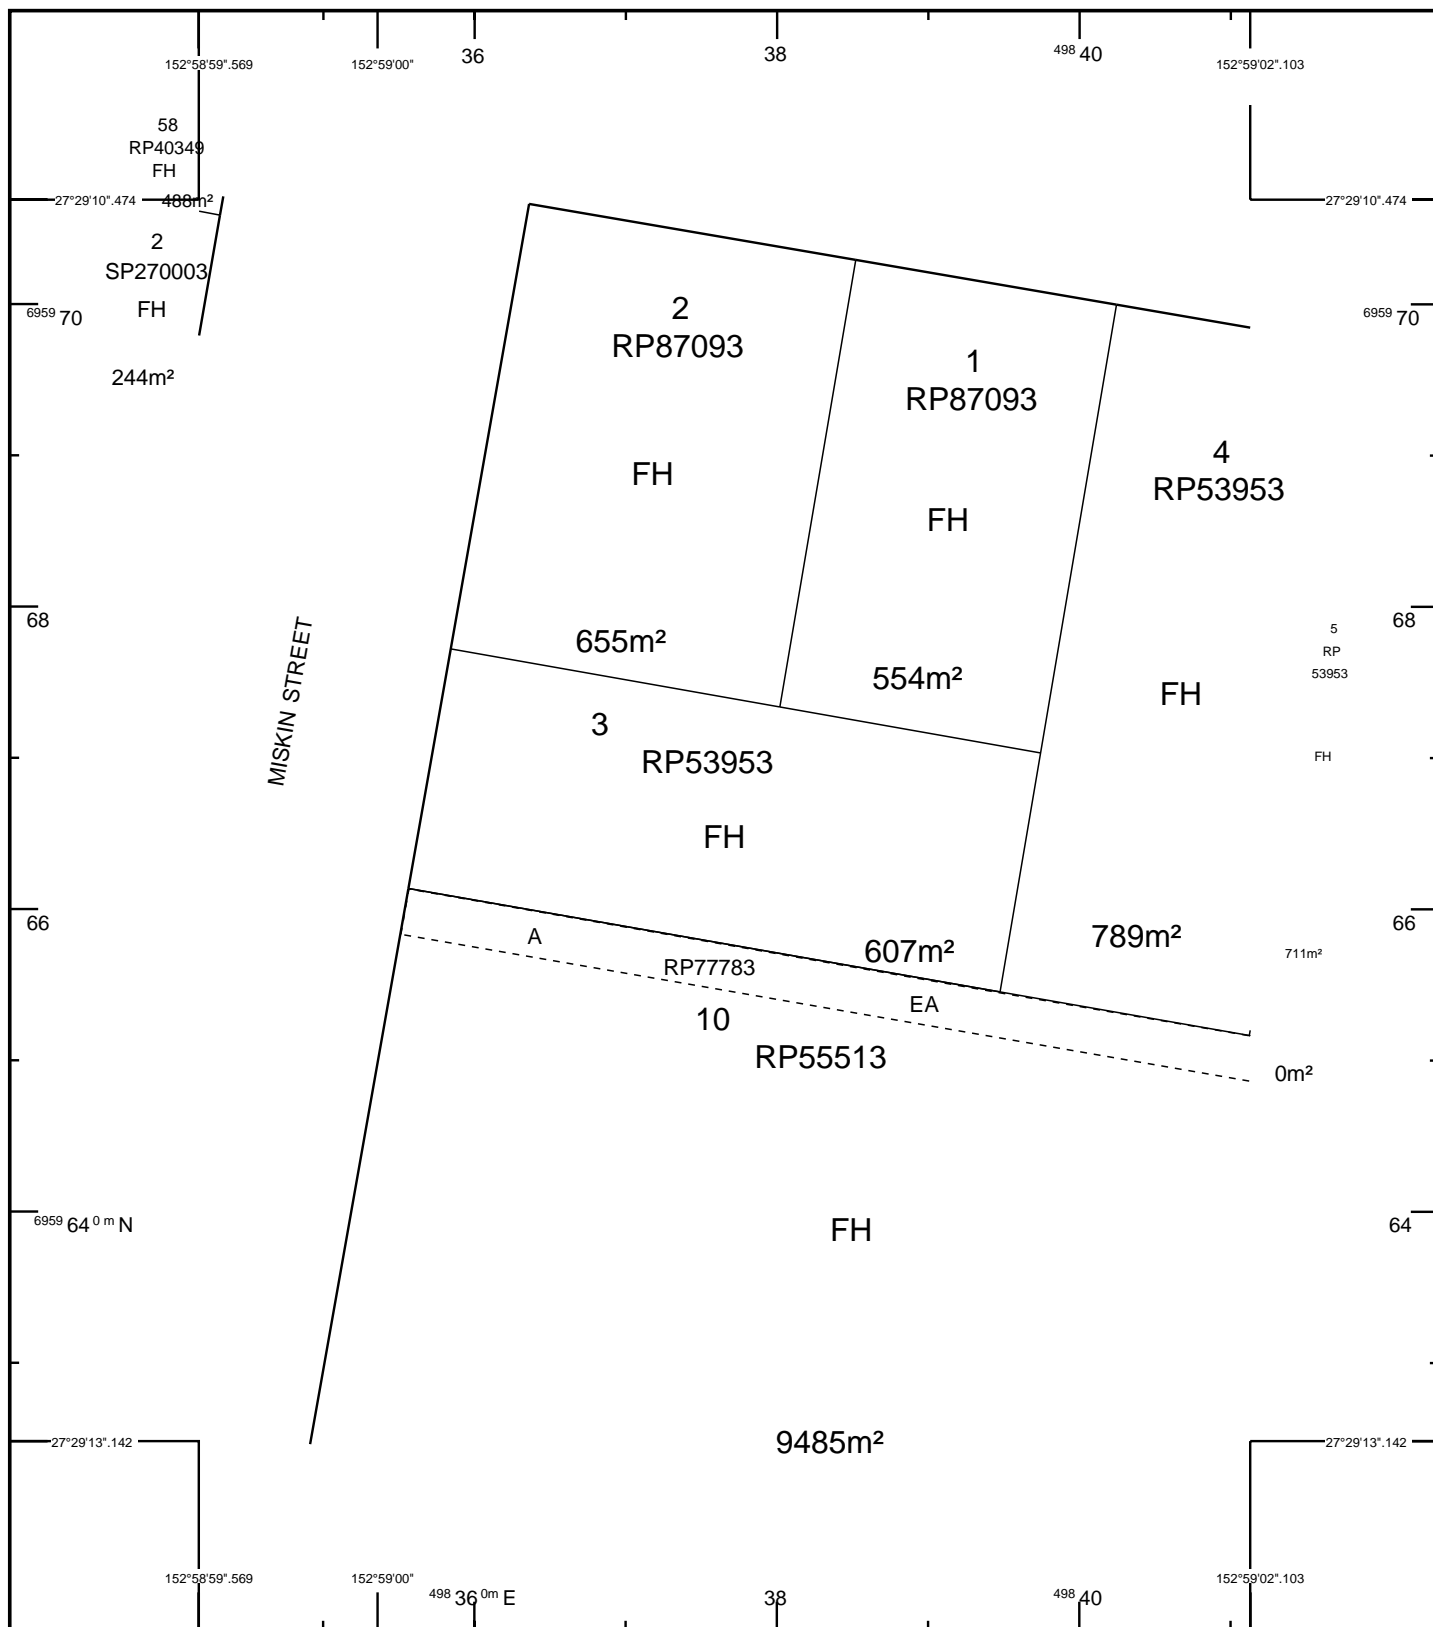 152°58'59".569
152°59'00"
36
38
498 40
152°59'02".103
58
RP40349
FH
488m²
27°29'10".474
27°29'10".474
2
SP270003
FH
244m²
6959 70
6959 70
2
RP87093
FH
655m²
1
RP87093
FH
554m²
4
RP53953
FH
789m²
68
68
5
RP
53953
FH
711m²
MISKIN STREET
3
RP53953
FH
607m²
66
66
A
RP77783
EA
0m²
10
RP55513
FH
9485m²
6959 64 0 m N
64
27°29'13".142
27°29'13".142
152°58'59".569
152°59'00"
498 36 0m E
38
498 40
152°59'02".103